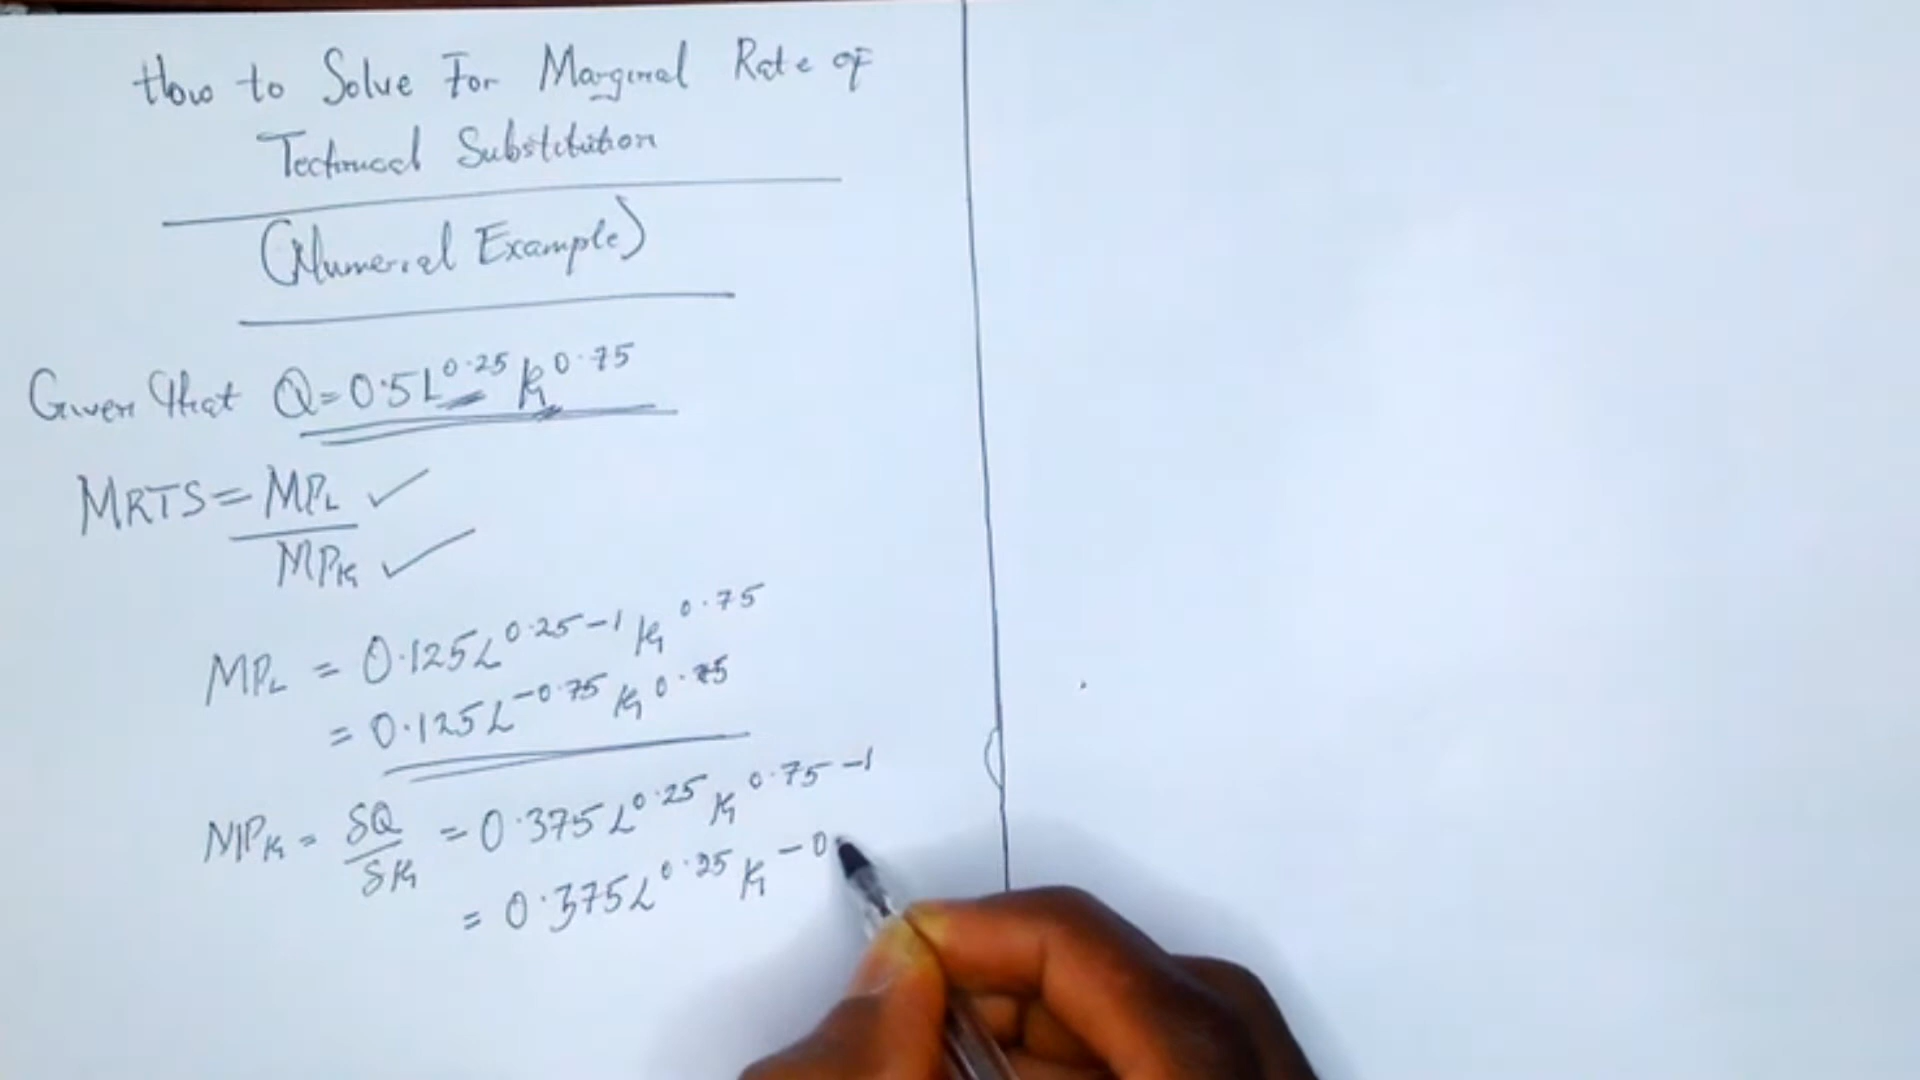 How to Solve For Marginal Rate of
Technical Substitution
(Numerical Example)
Given that Q=0.5L^0.25 K^0.75
MRTS=MPL ✓
MPK ✓
MPL = 0.125L^0.25-1 K^0.75
= 0.125L^-0.75 K^0.75
MPK = δQ/δK = 0.375L^0.25 K^0.75-1
= 0.375L^0.25 K^-0